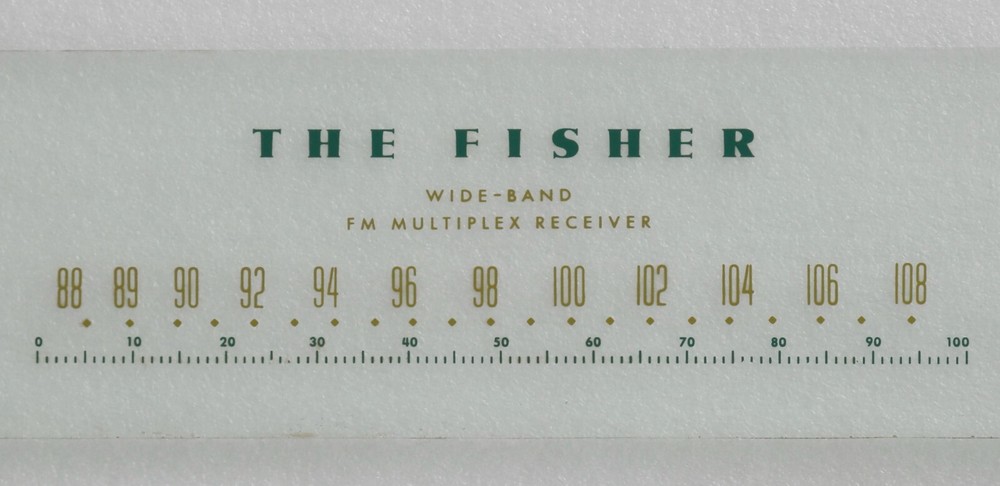 THE FISHER
WIDE-BAND
FM MULTIPLEX RECEIVER
88 89 90 92 94 96 98 100 102 104 106 108
0 10 20 30 40 50 60 70 80 90 100